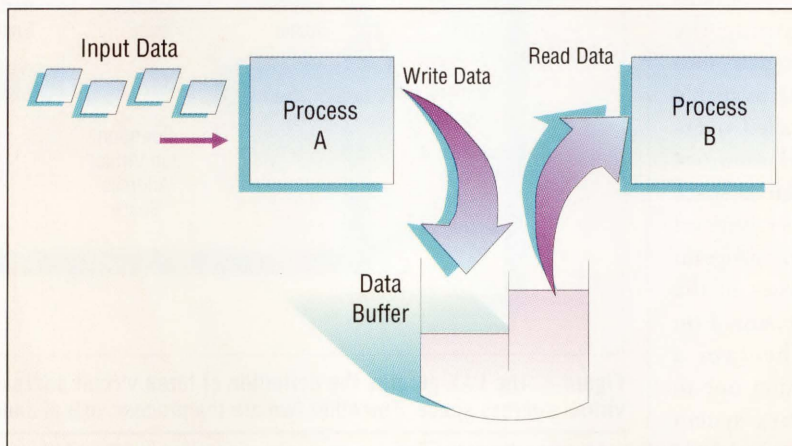 Input Data
Process
A
Write Data
Read Data
Process
B
Data
Buffer